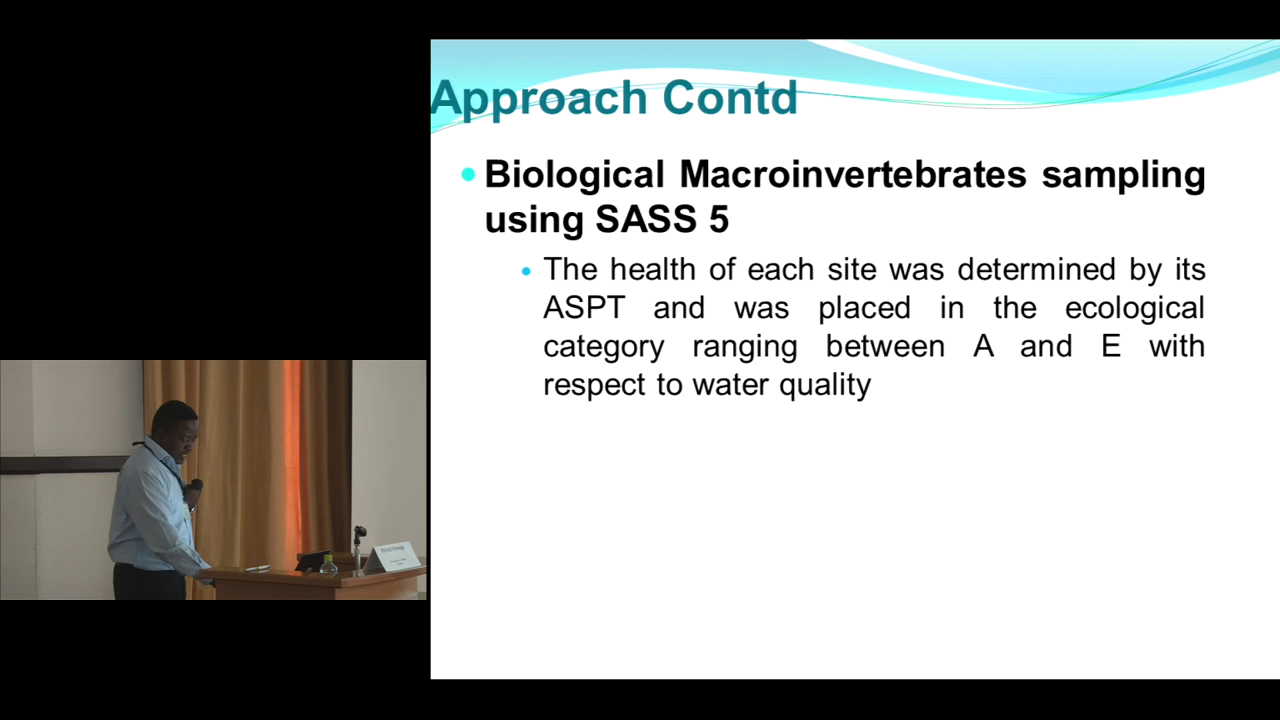 Approach Contd
Biological Macroinvertebrates sampling
using SASS 5
The health of each site was determined by its
ASPT and was placed in the ecological
category ranging between A and E with
respect to water quality